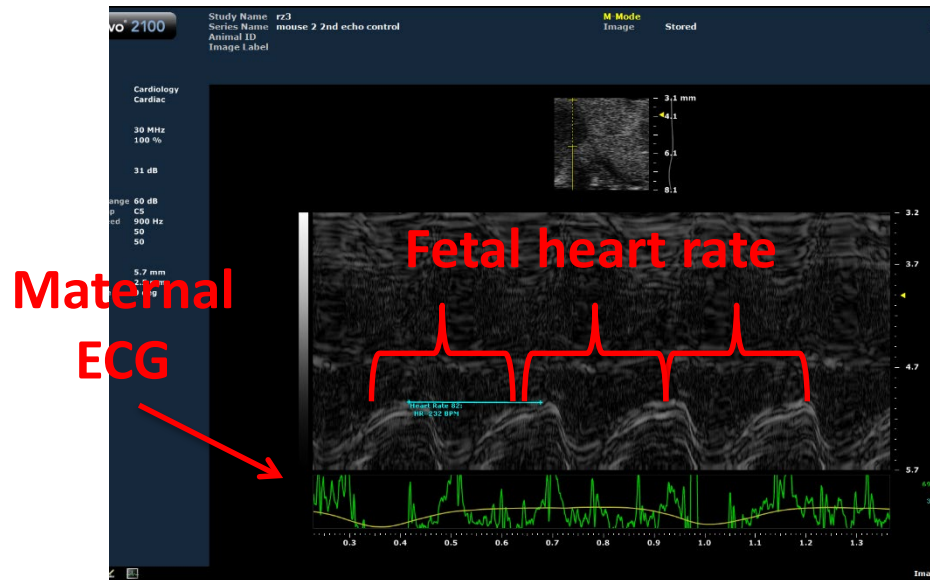 vo 2100
Study Name rz3
Series Name mouse 2 2nd echo control
Animal ID
Image Label
M-Mode
Image Stored
Cardiology
Cardiac
30 MHz
100 %
31 dB
ange 60 dB
p C5
ed 900 Hz
50
50
5.7 mm
3.1 mm
4.1
6.1
8.1
Fetal heart rate
Maternal
ECG
3.2
3.7
4.7
5.7
Heart Rate 82:
HR 232 BPM
0.3 0.4 0.5 0.6 0.7 0.8 0.9 1.0 1.1 1.2 1.3
Ima